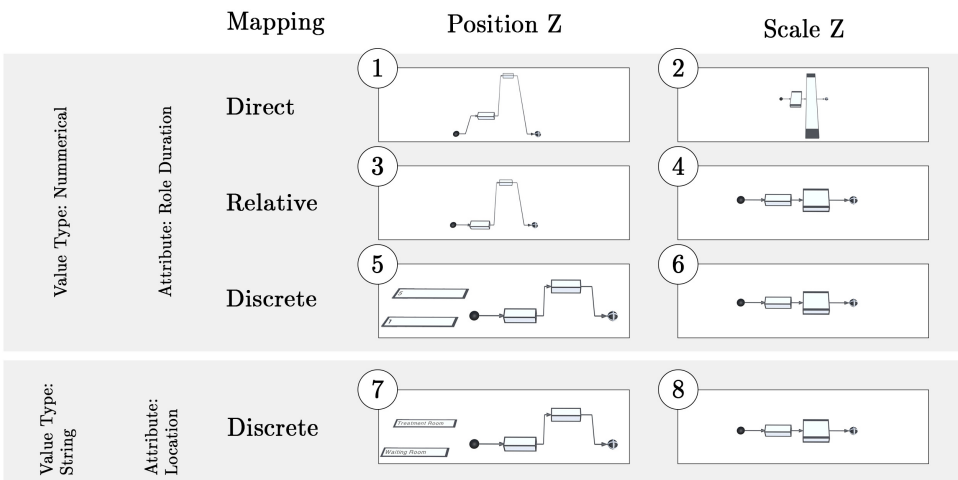 Mapping
Position Z
Scale Z
Value Type: Nummerical
Attribute: Role Duration
Direct
1
2
Relative
3
4
Discrete
5
6
Value Type:
String
Attribute:
Location
Discrete
7
Treatment Room
Waiting Room
8